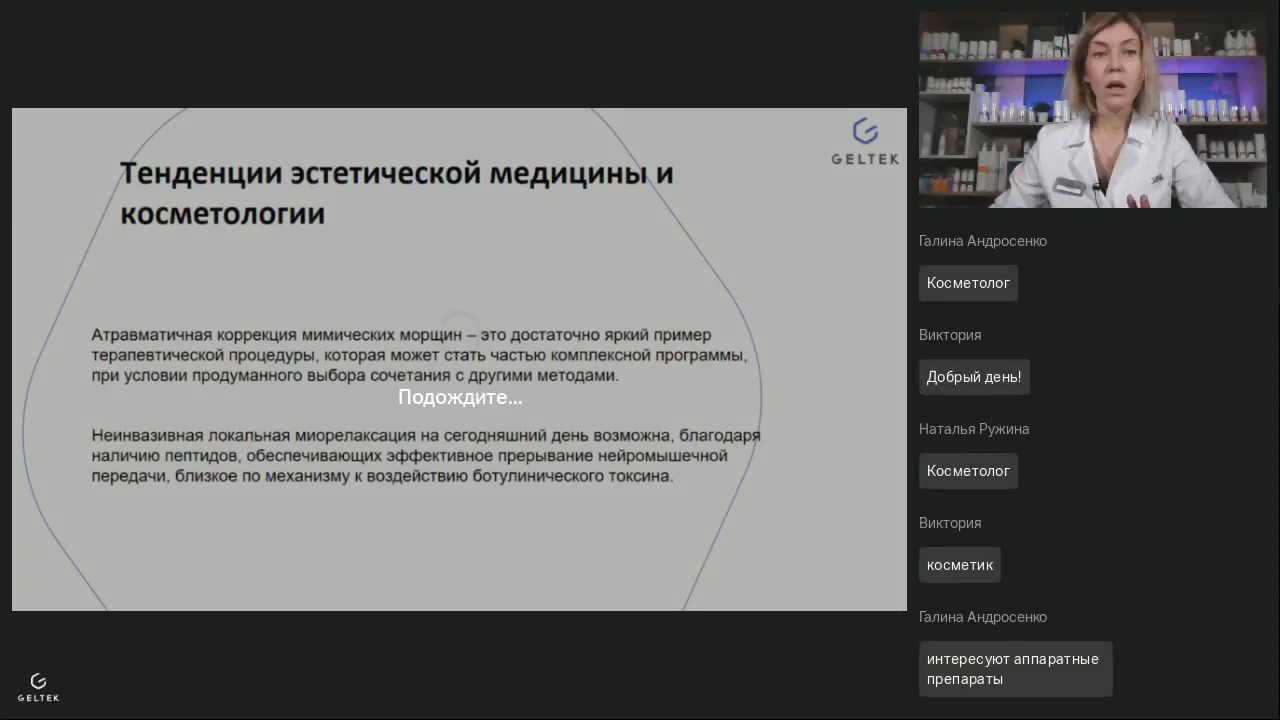 GELTEK
Тенденции эстетической медицины и
косметологии
Атравматичная коррекция мимических морщин – это достаточно яркий пример
терапевтической процедуры, которая может стать частью комплексной программы,
при условии продуманного выбора сочетания с другими методами.
Подождите...
Неинвазивная локальная миорелаксация на сегодняшний день возможна, благодаря
наличию пептидов, обеспечивающих эффективное прерывание нейромышечной
передачи, близкое по механизму к воздействию ботулинического токсина.
GELTEK
Галина Андросенко
Косметолог
Виктория
Добрый день!
Наталья Ружина
Косметолог
Виктория
косметик
Галина Андросенко
интересуют аппаратные
препараты